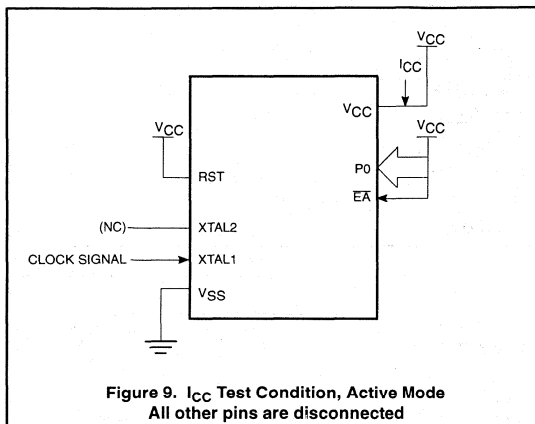 VCC
ICC
VCC
VCC
VCC
P0
RST
EA
(NC)
XTAL2
CLOCK SIGNAL
XTAL1
VSS
Figure 9. ICC Test Condition, Active Mode
All other pins are disconnected